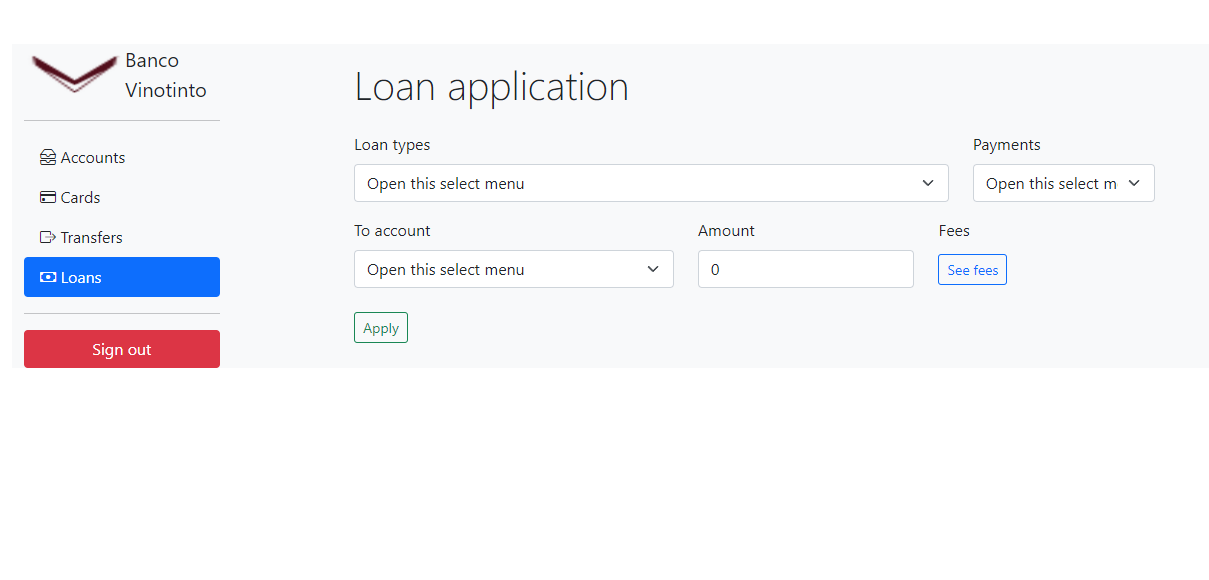 Banco
Vinotinto
Accounts
Cards
Transfers
Loans
Sign out
Loan application
Loan types
Payments
Open this select menu
Open this select m
To account
Amount
Fees
Open this select menu
0
See fees
Apply